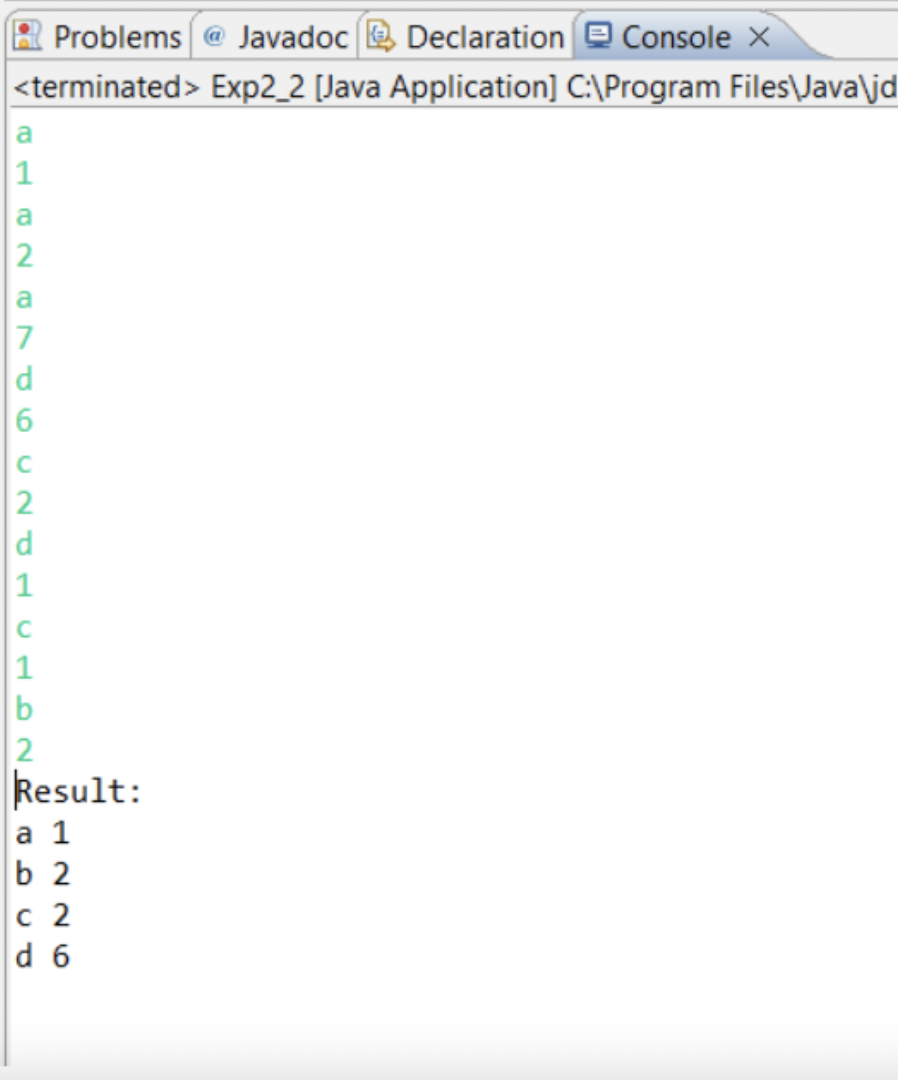 Problems @ Javadoc Declaration Console
<terminated> Exp2_2 [Java Application] C:\Program Files\Java\jd
a
1
a
2
a
7
d
6
c
2
d
1
c
1
b
2
Result:
a 1
b 2
c 2
d 6